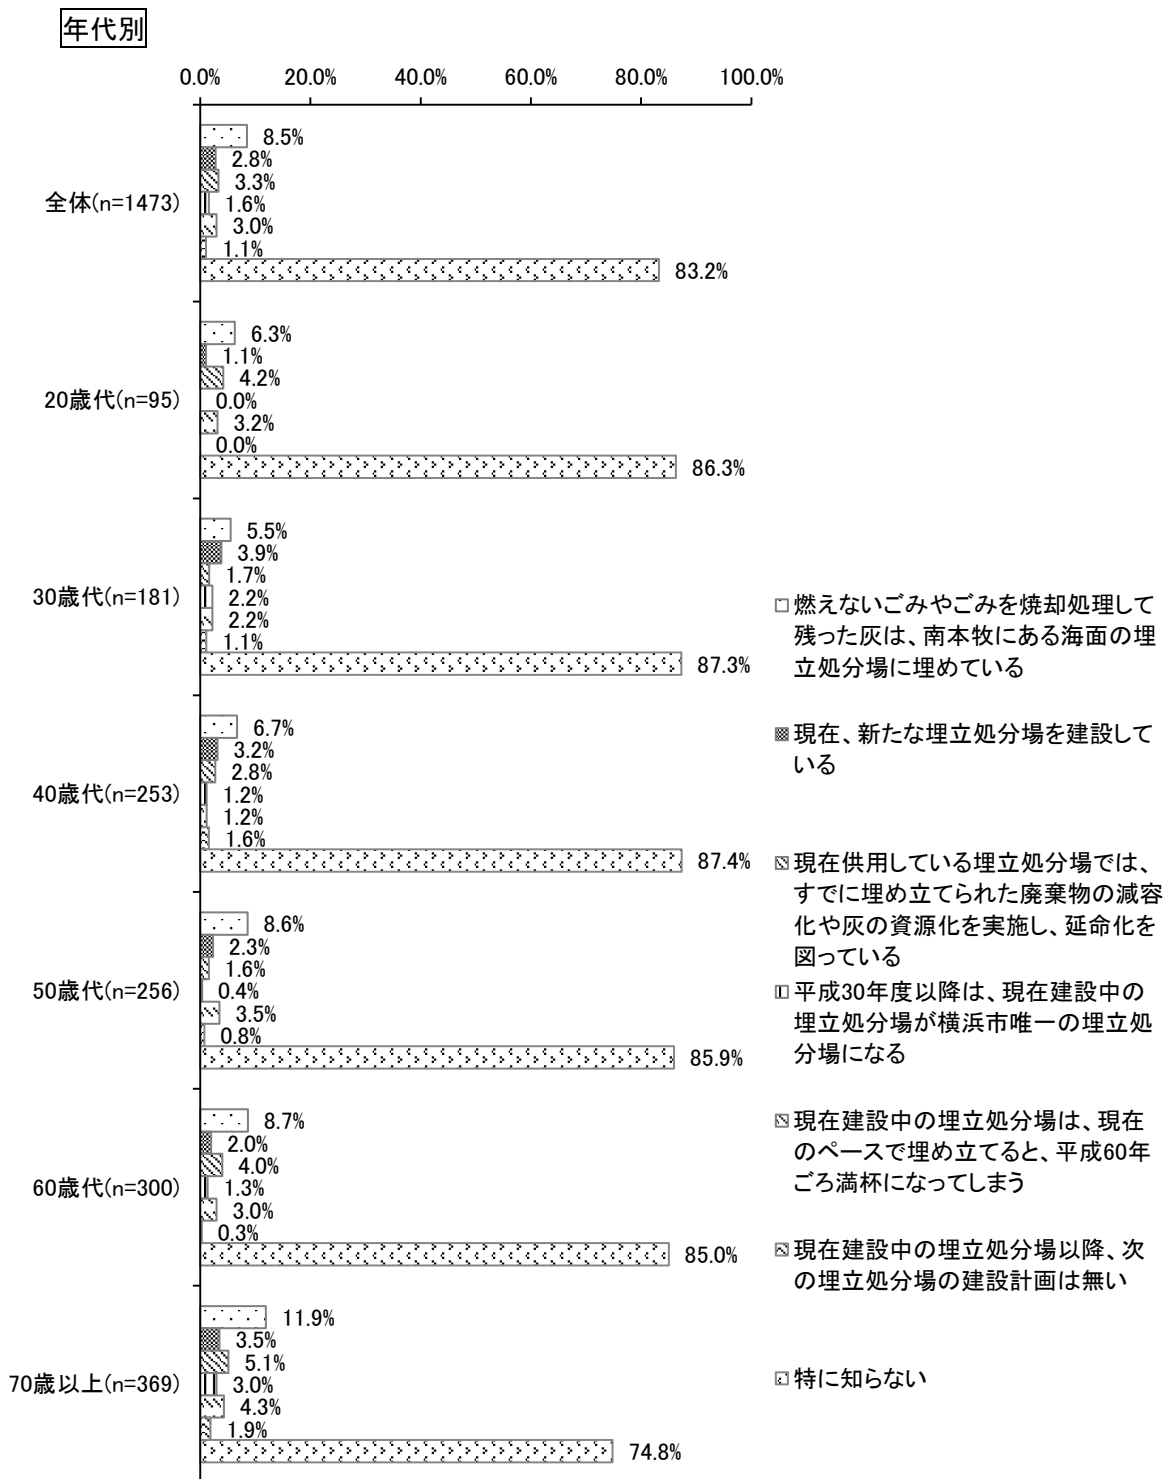 年代別
0.0% 20.0% 40.0% 60.0% 80.0% 100.0%
全体(n=1473)
8.5%
2.8%
3.3%
1.6%
3.0%
1.1%
83.2%
20歳代(n=95)
6.3%
1.1%
4.2%
0.0%
3.2%
0.0%
86.3%
30歳代(n=181)
5.5%
3.9%
1.7%
2.2%
2.2%
1.1%
87.3%
40歳代(n=253)
6.7%
3.2%
2.8%
1.2%
1.2%
1.6%
87.4%
50歳代(n=256)
8.6%
2.3%
1.6%
0.4%
3.5%
0.8%
85.9%
60歳代(n=300)
8.7%
2.0%
4.0%
1.3%
3.0%
0.3%
85.0%
70歳以上(n=369)
11.9%
3.5%
5.1%
3.0%
4.3%
1.9%
74.8%
燃えないごみやごみを焼却処理して
残った灰は、南本牧にある海面の埋
立処分場に埋めている
現在、新たな埋立処分場を建設して
いる
現在供用している埋立処分場では、
すでに埋め立てられた廃棄物の減容
化や灰の資源化を実施し、延命化を
図っている
平成30年度以降は、現在建設中の
埋立処分場が横浜市唯一の埋立処
分場になる
現在建設中の埋立処分場は、現在
のペースで埋め立てると、平成60年
ごろ満杯になってしまう
現在建設中の埋立処分場以降、次
の埋立処分場の建設計画は無い
特に知らない